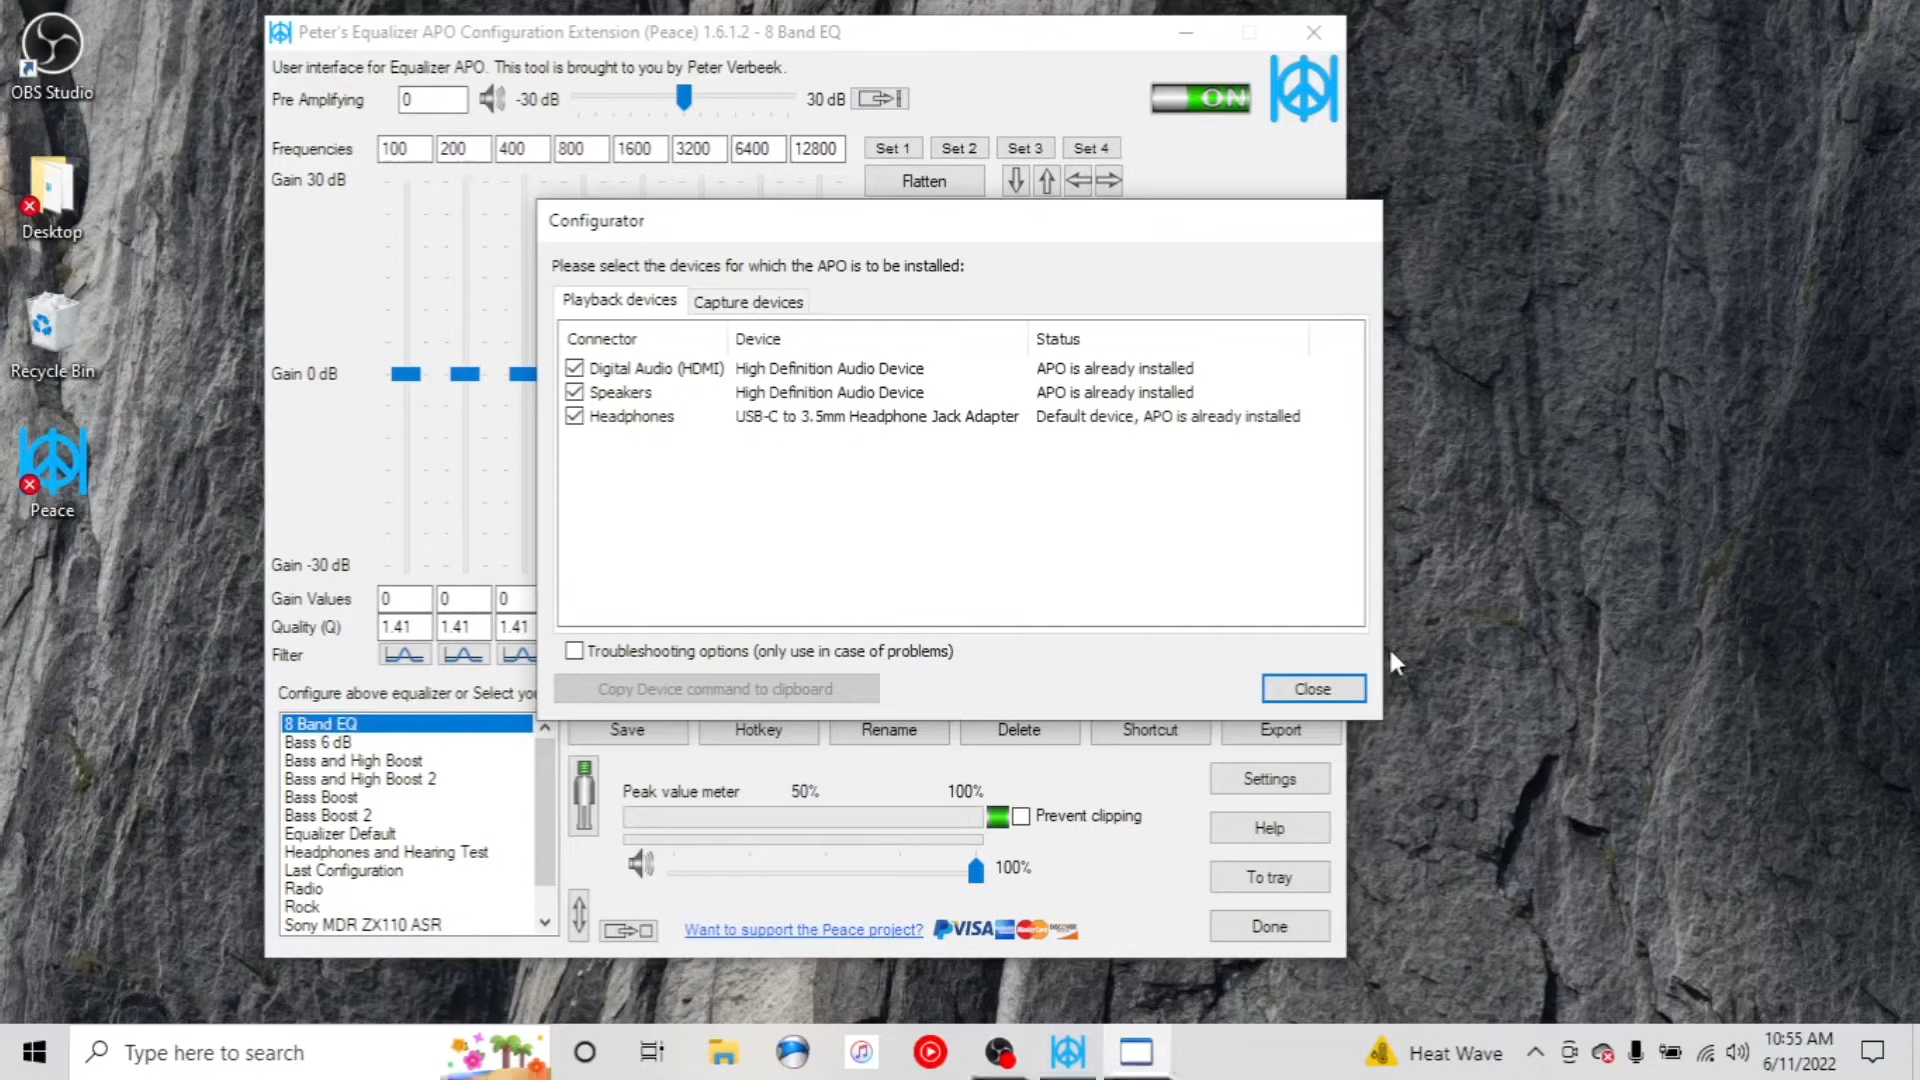 OBS Studio
Desktop
Recycle Bin
Peace
Peter's Equalizer APO Configuration Extension (Peace) 1.6.1.2 - 8 Band EQ
User interface for Equalizer APO. This tool is brought to you by Peter Verbeek.
Pre Amplifying 0 -30 dB 30 dB ON
Frequencies 100 200 400 800 1600 3200 6400 12800 Set 1 Set 2 Set 3 Set 4
Gain 30 dB Flatten
Gain 0 dB
Gain -30 dB
Gain Values 0 0 0
Quality (Q) 1.41 1.41 1.41
Filter
Configure above equalizer or Select yo
Configurator
Please select the devices for which the APO is to be installed:
Playback devices Capture devices
Connector Device Status
Digital Audio (HDMI) High Definition Audio Device APO is already installed
Speakers High Definition Audio Device APO is already installed
Headphones USB-C to 3.5mm Headphone Jack Adapter Default device, APO is already installed
Troubleshooting options (only use in case of problems)
Copy Device command to clipboard Close
8 Band EQ
Bass 6 dB
Bass and High Boost
Bass and High Boost 2
Bass Boost
Bass Boost 2
Equalizer Default
Headphones and Hearing Test
Last Configuration
Radio
Rock
Sony MDR ZX110 ASR
Save Hotkey Rename Delete Shortcut Export
Peak value meter 50% 100%
Prevent clipping
100%
Settings
Help
To tray
Done
Want to support the Peace project? VISA
Type here to search
Heat Wave
10:55 AM
6/11/2022